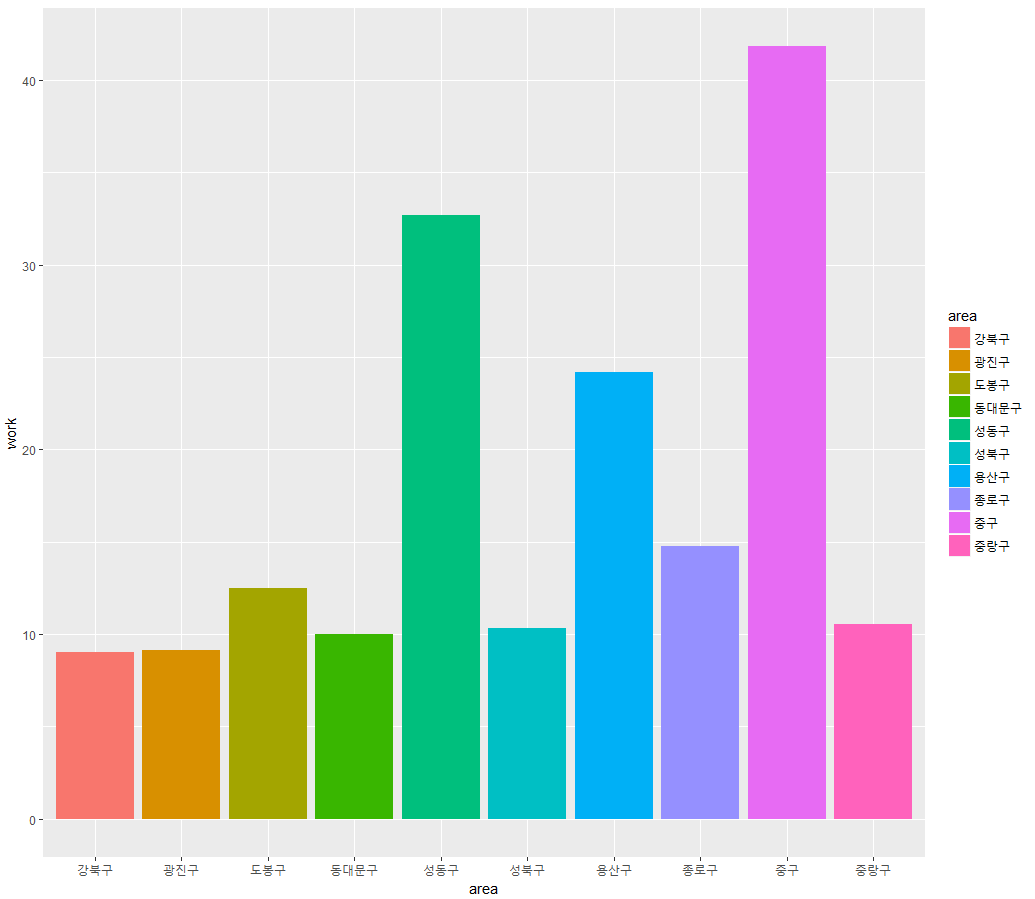 40
30
20
10
0
work
강북구 광진구 도봉구 동대문구 성동구 성북구 용산구 종로구 중구 중랑구
area
area
강북구
광진구
도봉구
동대문구
성동구
성북구
용산구
종로구
중구
중랑구